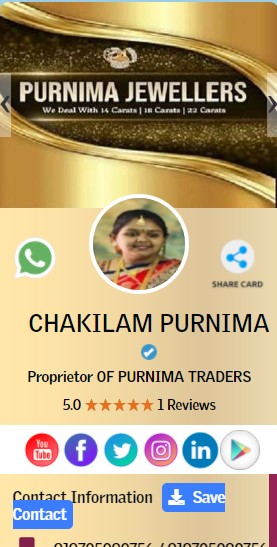 PURNIMA JEWELLERS
We Deal With 14 Carats | 18 Carats | 22 Carats
SHARE CARD
CHAKILAM PURNIMA
Proprietor OF PURNIMA TRADERS
5.0 ★★★★★ 1 Reviews
You Tube
Contact Information Save
Contact